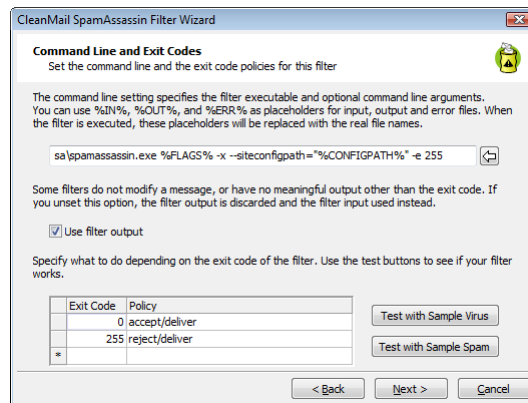 CleanMail SpamAssassin Filter Wizard
Command Line and Exit Codes
Set the command line and the exit code policies for this filter
The command line setting specifies the filter executable and optional command line arguments.
You can use %IN%, %OUT%, and %ERR% as placeholders for input, output and error files. When
the filter is executed, these placeholders will be replaced with the real file names.
sa\spamassassin.exe %FLAGS% -x --siteconfigpath="%CONFIGPATH%" -e 255
Some filters do not modify a message, or have no meaningful output other than the exit code. If
you unset this option, the filter output is discarded and the filter input used instead.
Use filter output
Specify what to do depending on the exit code of the filter. Use the test buttons to see if your filter
works.
Exit Code Policy
0 accept/deliver
255 reject/deliver
*
Test with Sample Virus
Test with Sample Spam
< Back Next > Cancel